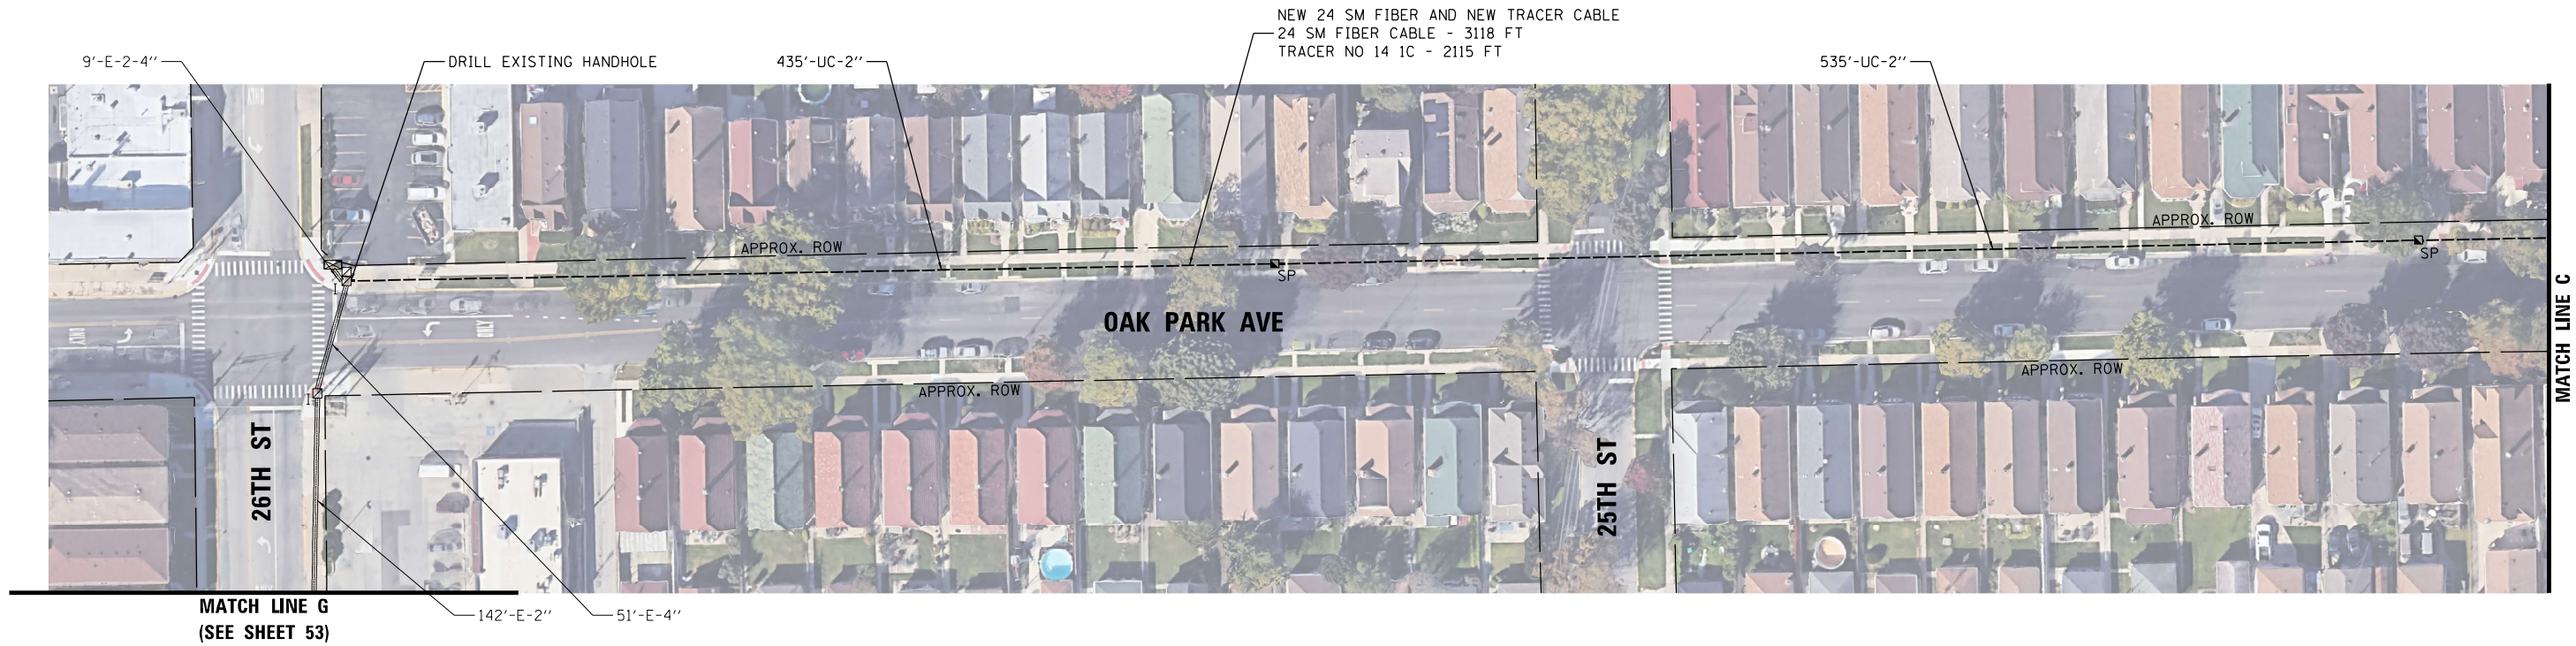 NEW 24 SM FIBER AND NEW TRACER CABLE
24 SM FIBER CABLE - 3118 FT
TRACER NO 14 1C - 2115 FT
9'-E-2-4''
DRILL EXISTING HANDHOLE
435'-UC-2''
535'-UC-2''
APPROX. ROW
APPROX. ROW
SP
SP
I
OAK PARK AVE
ONLY
MATCH LINE C
APPROX. ROW
APPROX. ROW
I
26TH ST
25TH ST
MATCH LINE G
(SEE SHEET 53)
142'-E-2''
51'-E-4''